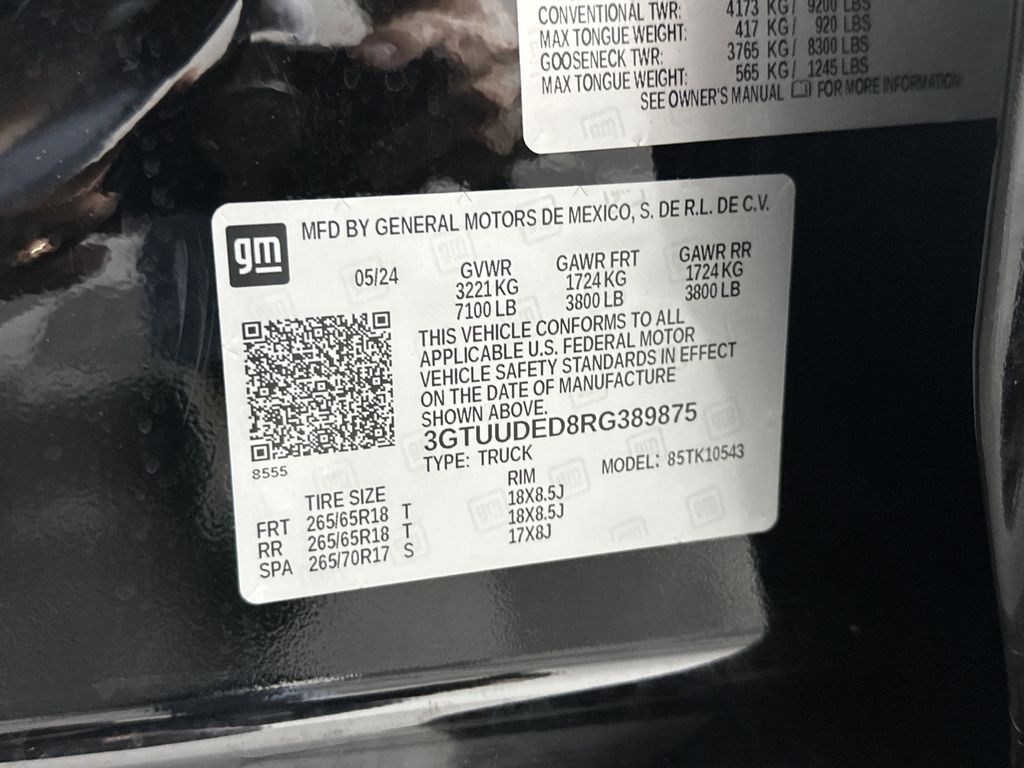 CONVENTIONAL TWR: 4173 KG/ 9200 LBS
MAX TONGUE WEIGHT: 417 KG/ 920 LBS
GOOSENECK TWR: 3765 KG/ 8300 LBS
MAX TONGUE WEIGHT: 565 KG/ 1245 LBS
SEE OWNER'S MANUAL FOR MORE INFORMATION
gm
MFD BY GENERAL MOTORS DE MEXICO, S. DE R.L. DE C.V.
05/24 GVWR GAWR FRT GAWR RR
3221 KG 1724 KG 1724 KG
7100 LB 3800 LB 3800 LB
THIS VEHICLE CONFORMS TO ALL
APPLICABLE U.S. FEDERAL MOTOR
VEHICLE SAFETY STANDARDS IN EFFECT
ON THE DATE OF MANUFACTURE
SHOWN ABOVE.
3GTUUDED8RG389875
8555
TYPE: TRUCK MODEL: 85TK10543
TIRE SIZE RIM
FRT 265/65R18 T 18X8.5J
RR 265/65R18 T 18X8.5J
SPA 265/70R17 S 17X8J